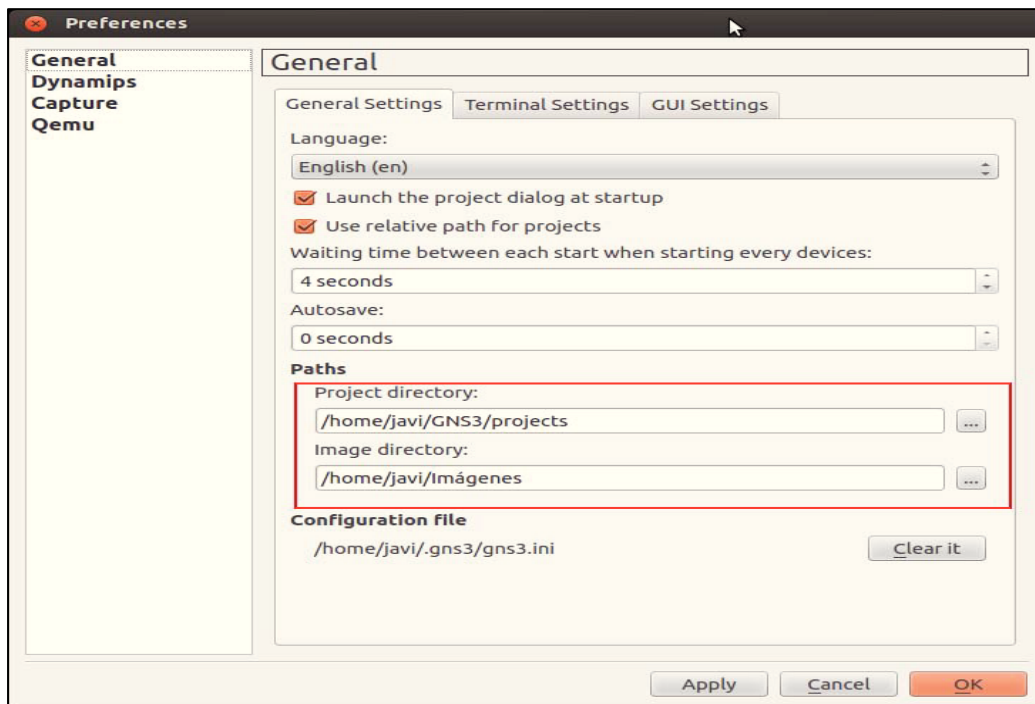 Preferences
General
Dynamips
Capture
Qemu
General
General Settings
Terminal Settings
GUI Settings
Language:
English (en)
Launch the project dialog at startup
Use relative path for projects
Waiting time between each start when starting every devices:
4 seconds
Autosave:
0 seconds
Paths
Project directory:
/home/javi/GNS3/projects
...
Image directory:
/home/javi/Imágenes
...
Configuration file
/home/javi/.gns3/gns3.ini
Clear it
Apply
Cancel
OK